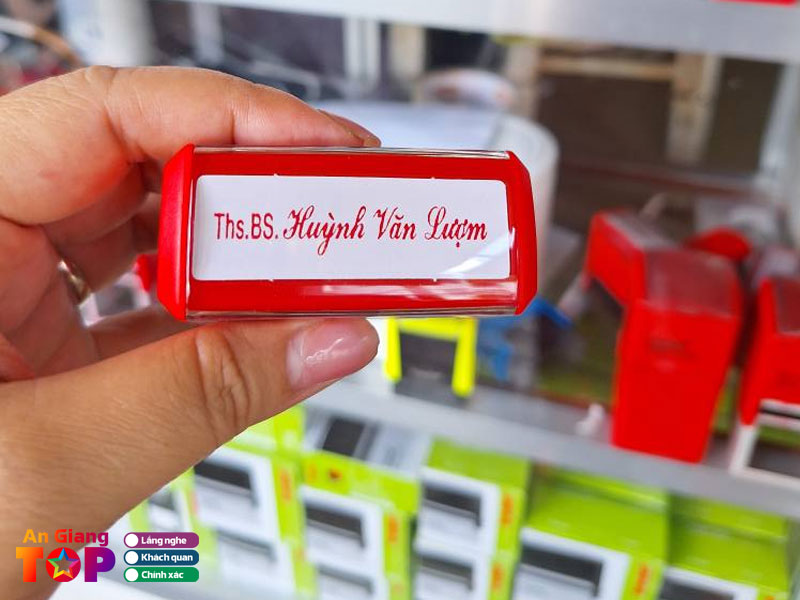 Ths.BS. Huỳnh Văn Lượm
An Giang
TOP
Lắng nghe
Khách quan
Chính xác